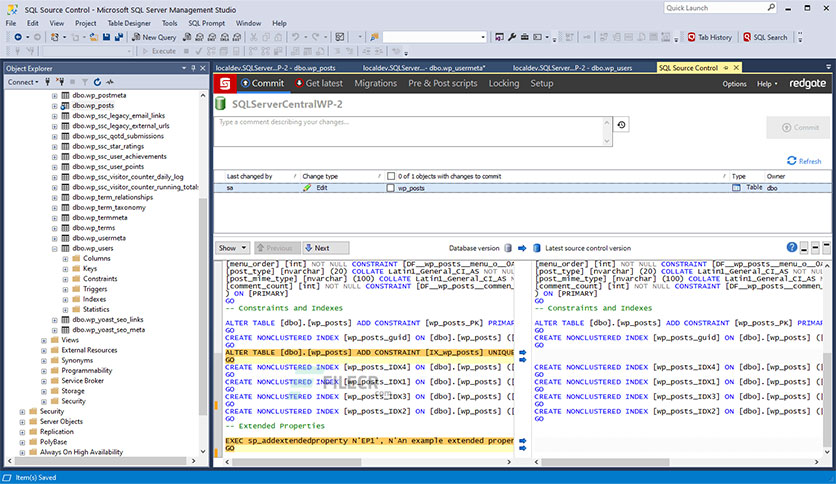 SQL Source Control - Microsoft SQL Server Management Studio
Quick Launch
File Edit View Project Table Designer Tools SQL Prompt Window Help
New Query
Tab History
SQL Search
Execute
Object Explorer
Connect
dbo.wp_postmeta
dbo.wp_posts
dbo.wp_ssc_legacy_email_links
dbo.wp_ssc_legacy_external_urls
dbo.wp_ssc_qotd_submissions
dbo.wp_ssc_star_ratings
dbo.wp_ssc_user_achievements
dbo.wp_ssc_user_points
dbo.wp_ssc_visitor_counter_daily_log
dbo.wp_ssc_visitor_counter_running_totals
dbo.wp_term_relationships
dbo.wp_term_taxonomy
dbo.wp_termmeta
dbo.wp_terms
dbo.wp_usermeta
dbo.wp_users
Columns
Keys
Constraints
Triggers
Indexes
Statistics
dbo.wp_yoast_seo_links
dbo.wp_yoast_seo_meta
Views
External Resources
Synonyms
Programmability
Service Broker
Storage
Security
Security
Server Objects
Replication
PolyBase
Always On High Availability
localdev.SQLServer...P-2 - dbo.wp_posts
localdev.SQLServer...- dbo.wp_usermeta*
localdev.SQLServer...P-2 - dbo.wp_users
SQL Source Control
Commit Get latest Migrations Pre & Post scripts Locking Setup
Options Help redgate
SQLServerCentralWP-2
Type a comment describing your changes...
Commit
Refresh
Last changed by Change type 0 of 1 objects with changes to commit Type Owner
sa Edit wp_posts Table dbo
Show Previous Next Database version Latest source control version
[menu_order] [int] NOT NULL CONSTRAINT [DF__wp_posts__menu_o__0A
[post_type] [nvarchar] (20) COLLATE Latin1_General_CI_AS NOT N
[post_mime_type] [nvarchar] (100) COLLATE Latin1_General_CI_AS
[comment_count] [int] NOT NULL CONSTRAINT [DF__wp_posts__comme
) ON [PRIMARY]
GO
-- Constraints and Indexes
ALTER TABLE [dbo].[wp_posts] ADD CONSTRAINT [wp_posts_PK] PRIMAR
GO
CREATE NONCLUSTERED INDEX [wp_posts_guid] ON [dbo].[wp_posts] ([
GO
ALTER TABLE [dbo].[wp_posts] ADD CONSTRAINT [IX_wp_posts] UNIQUE
GO
CREATE NONCLUSTERED INDEX [wp_posts_IDX4] ON [dbo].[wp_posts] ([
GO
CREATE NONCLUSTERED INDEX [wp_posts_IDX1] ON [dbo].[wp_posts] ([
GO
CREATE NONCLUSTERED INDEX [wp_posts_IDX3] ON [dbo].[wp_posts] ([
GO
CREATE NONCLUSTERED INDEX [wp_posts_IDX2] ON [dbo].[wp_posts] ([
GO
-- Extended Properties
EXEC sp_addextendedproperty N'EP1', N'An example extended proper
GO
[menu_order] [int] NOT NULL CONSTRAINT [DF__wp_posts
[post_type] [nvarchar] (20) COLLATE Latin1_General_C
[post_mime_type] [nvarchar] (100) COLLATE Latin1_Gen
[comment_count] [int] NOT NULL CONSTRAINT [DF__wp_po
) ON [PRIMARY]
GO
-- Constraints and Indexes
ALTER TABLE [dbo].[wp_posts] ADD CONSTRAINT [wp_posts
GO
CREATE NONCLUSTERED INDEX [wp_posts_guid] ON [dbo].[w
GO
CREATE NONCLUSTERED INDEX [wp_posts_IDX4] ON [dbo].[w
GO
CREATE NONCLUSTERED INDEX [wp_posts_IDX1] ON [dbo].[w
GO
CREATE NONCLUSTERED INDEX [wp_posts_IDX3] ON [dbo].[w
GO
CREATE NONCLUSTERED INDEX [wp_posts_IDX2] ON [dbo].[w
GO
FILECR
.com
Item(s) Saved